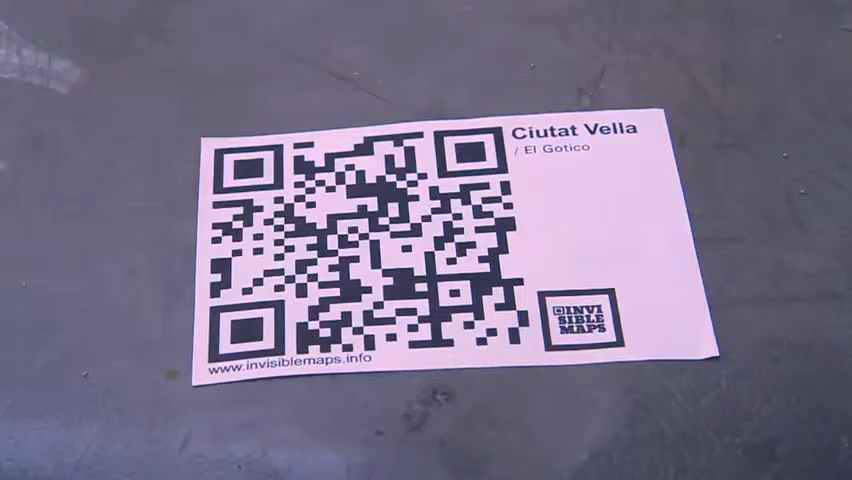 Ciutat Vella
/ El Gotico
INVI
SIBLE
MAPS
www.invisiblemaps.info